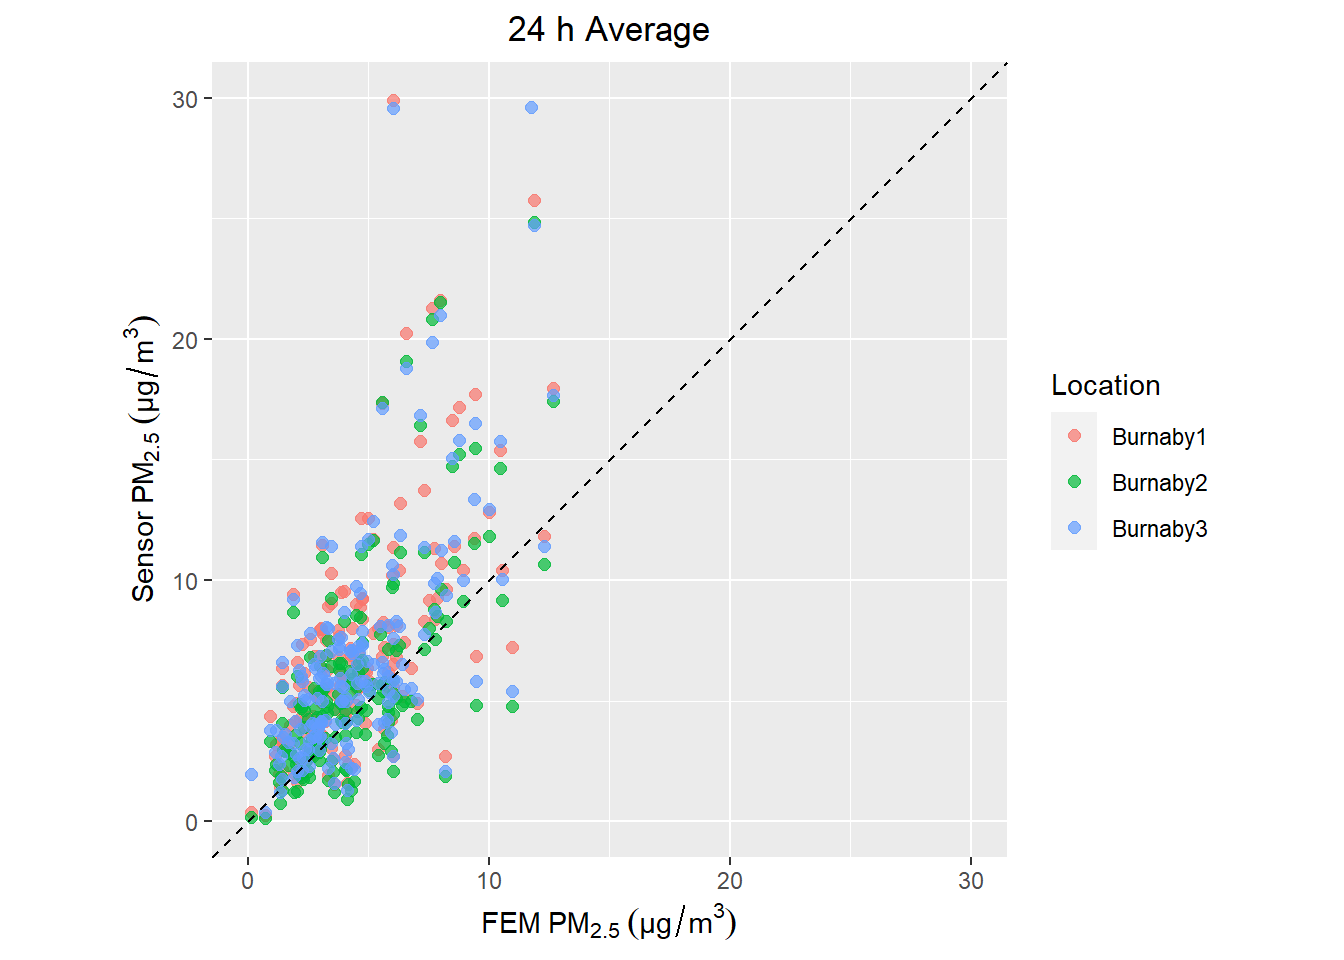 24 h Average
Sensor PM2.5 (µg/m3)
30
20
10
0
0 10 20 30
FEM PM2.5 (µg/m3)
Location
Burnaby1
Burnaby2
Burnaby3